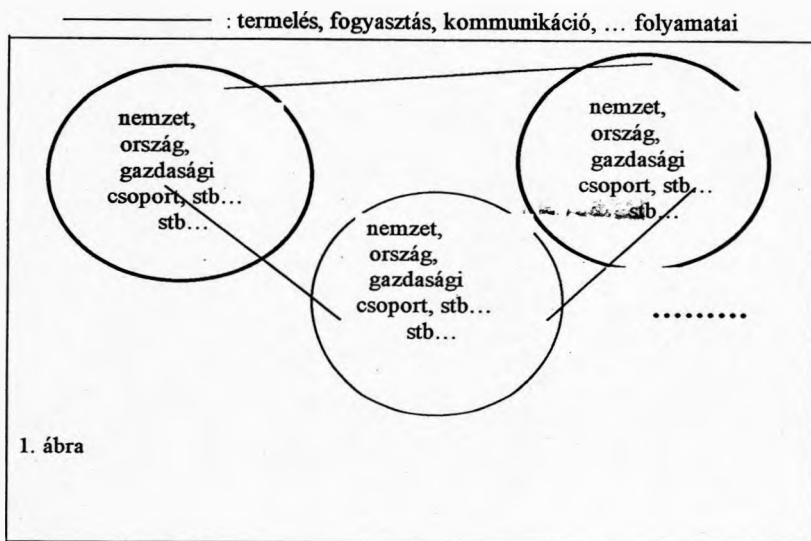 : termelés, fogyasztás, kommunikáció, … folyamatai
nemzet,
ország,
gazdasági
csoport, stb…
stb…
nemzet,
ország,
gazdasági
csoport, stb…
stb…
nemzet,
ország,
gazdasági
csoport, stb…
stb…
.........
1. ábra